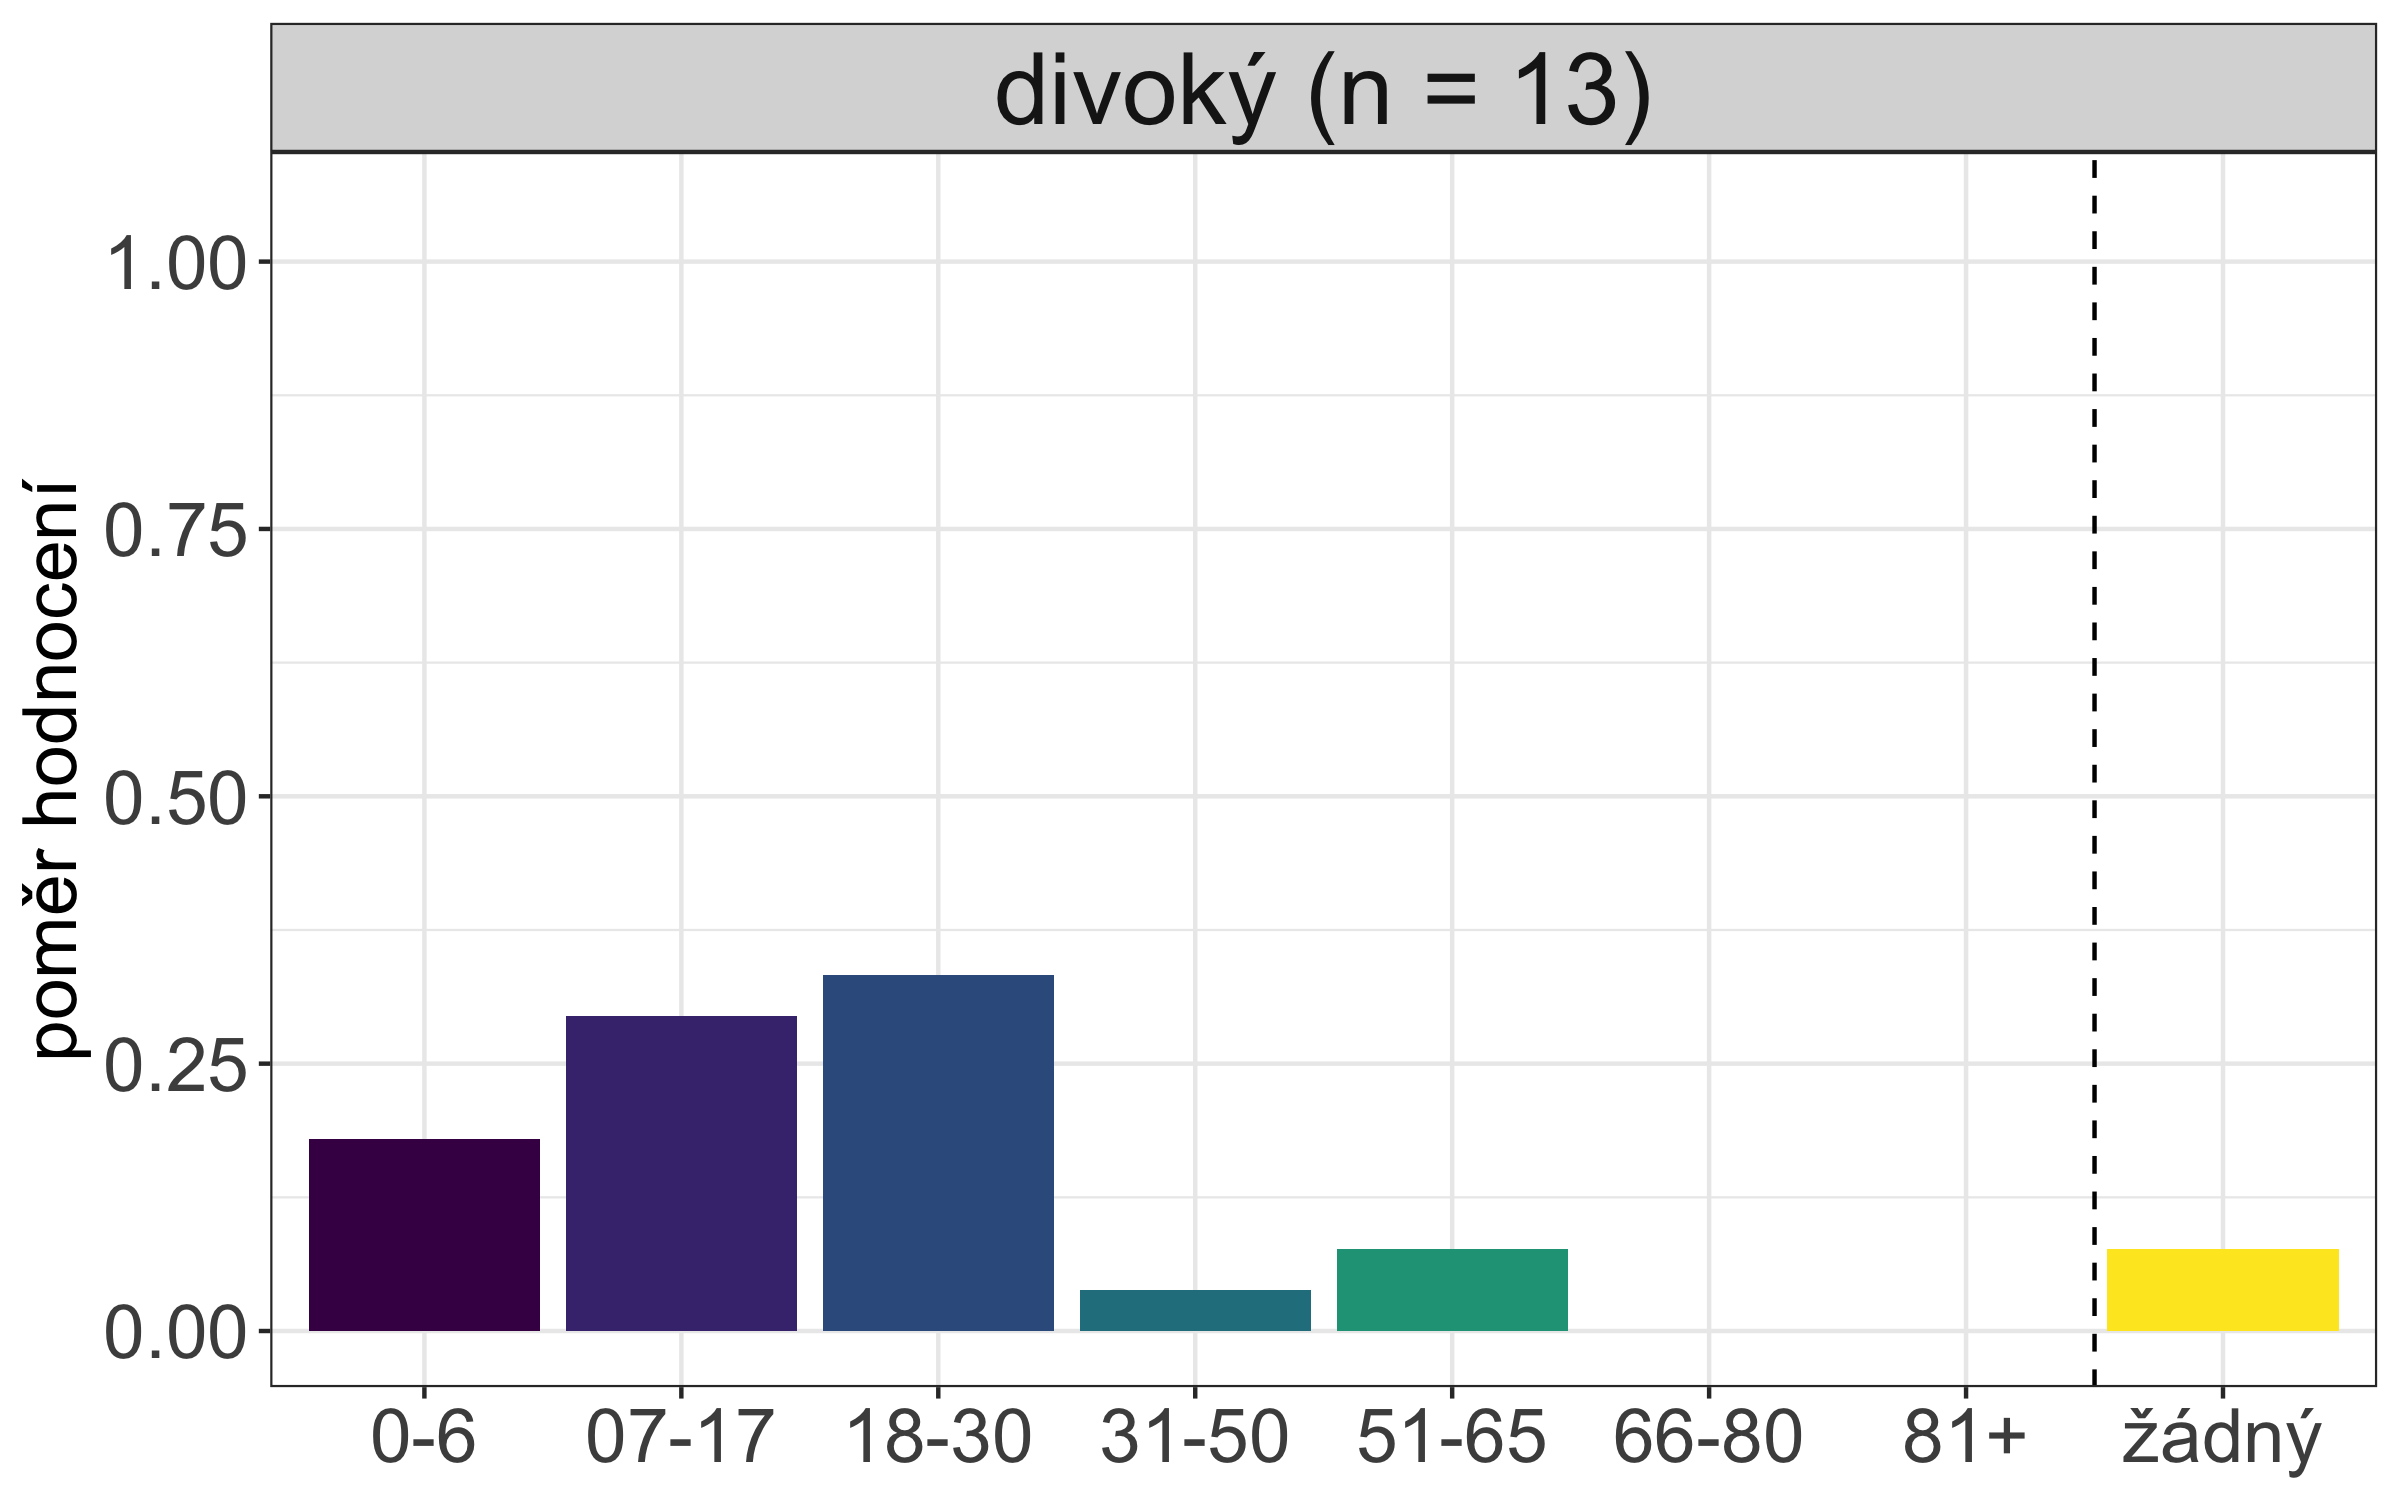 divoký (n = 13)
poměr hodnocení
1.00
0.75
0.50
0.25
0.00
0-6 07-17 18-30 31-50 51-65 66-80 81+ žádný